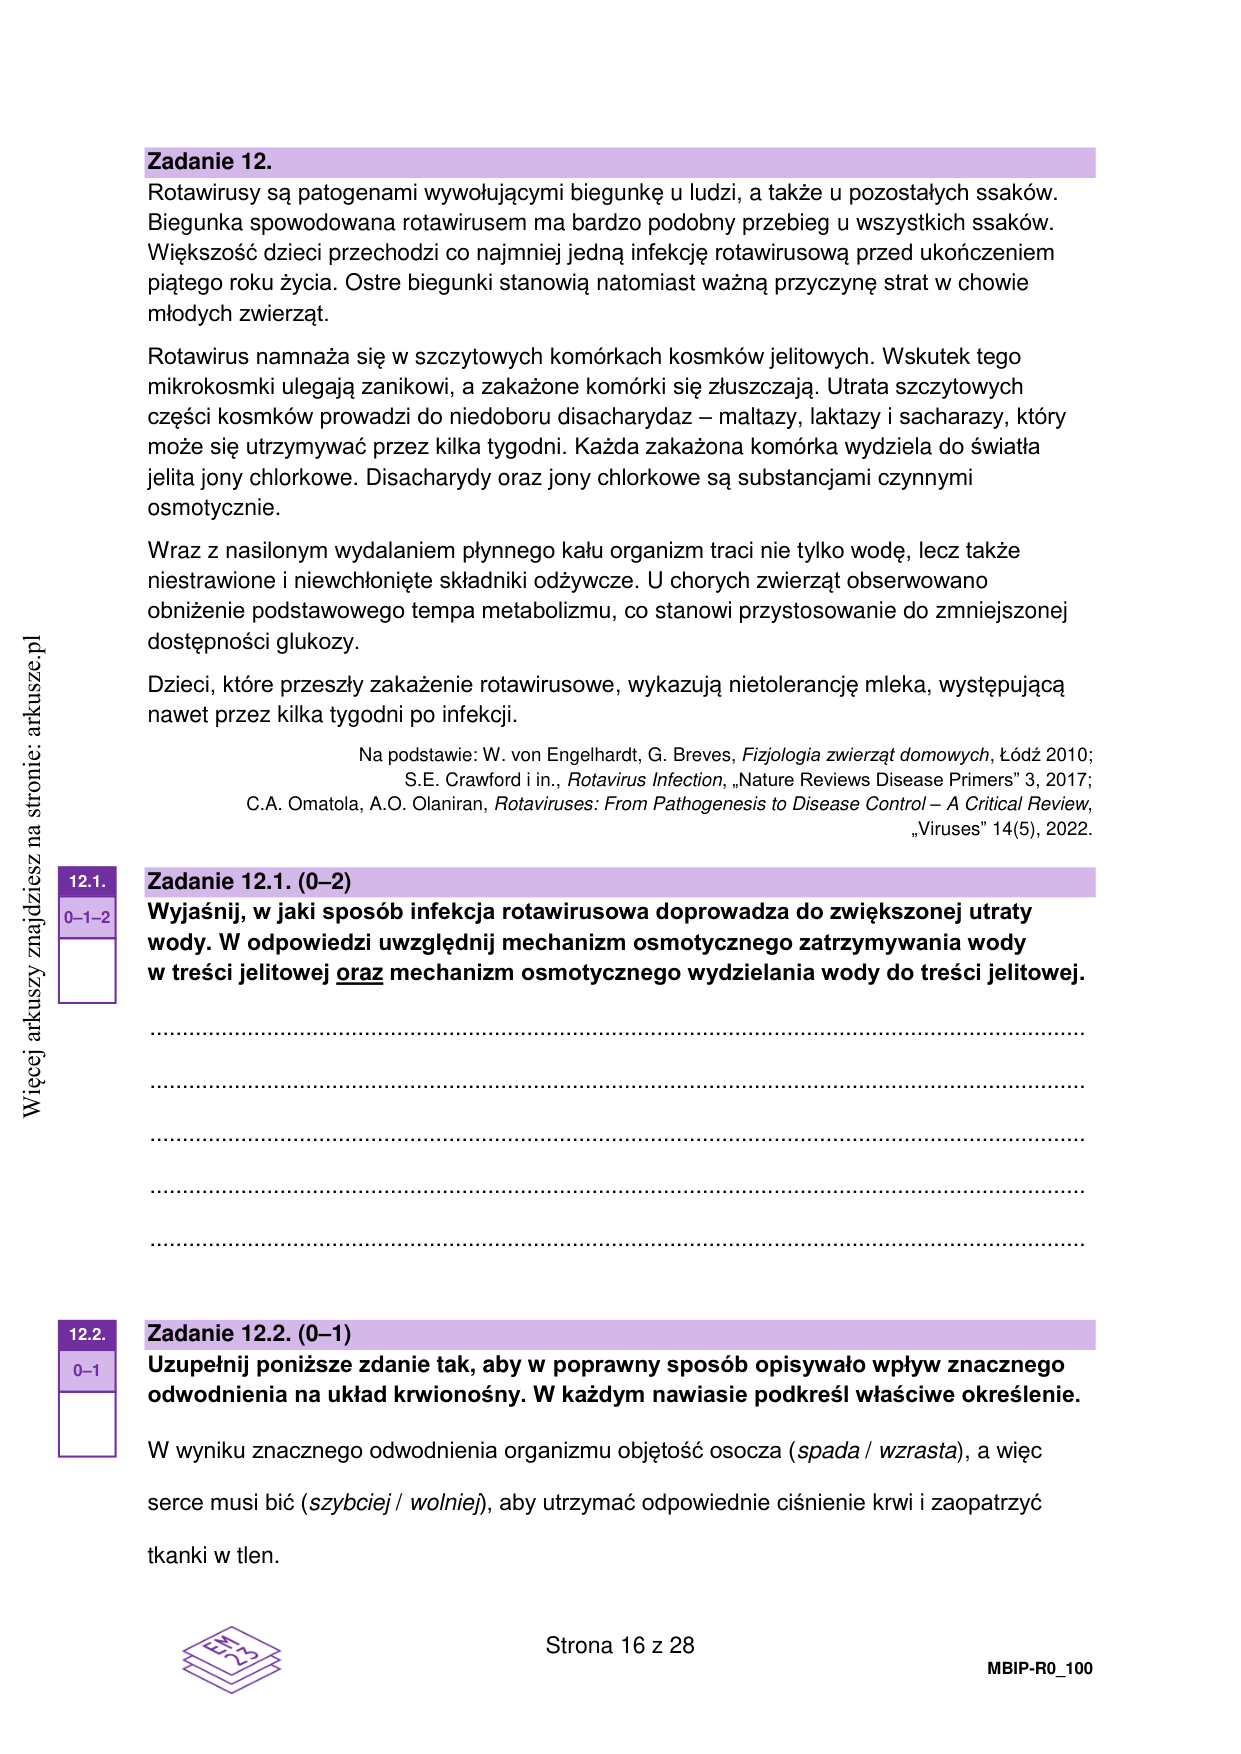 Zadanie 12.
Rotawirusy są patogenami wywołującymi biegunkę u ludzi, a także u pozostałych ssaków.
Biegunka spowodowana rotawirusem ma bardzo podobny przebieg u wszystkich ssaków.
Większość dzieci przechodzi co najmniej jedną infekcję rotawirusową przed ukończeniem
piątego roku życia. Ostre biegunki stanowią natomiast ważną przyczynę strat w chowie
młodych zwierząt.
Rotawirus namnaża się w szczytowych komórkach kosmków jelitowych. Wskutek tego
mikrokosmki ulegają zanikowi, a zakażone komórki się złuszczają. Utrata szczytowych
części kosmków prowadzi do niedoboru disacharydaz – maltazy, laktazy i sacharazy, który
może się utrzymywać przez kilka tygodni. Każda zakażona komórka wydziela do światła
jelita jony chlorkowe. Disacharydy oraz jony chlorkowe są substancjami czynnymi
osmotycznie.
Wraz z nasilonym wydalaniem płynnego kału organizm traci nie tylko wodę, lecz także
niestrawione i niewchłonięte składniki odżywcze. U chorych zwierząt obserwowano
obniżenie podstawowego tempa metabolizmu, co stanowi przystosowanie do zmniejszonej
dostępności glukozy.
Dzieci, które przeszły zakażenie rotawirusowe, wykazują nietolerancję mleka, występującą
nawet przez kilka tygodni po infekcji.
Na podstawie: W. von Engelhardt, G. Breves, Fizjologia zwierząt domowych, Łódź 2010;
S.E. Crawford i in., Rotavirus Infection, „Nature Reviews Disease Primers” 3, 2017;
C.A. Omatola, A.O. Olaniran, Rotaviruses: From Pathogenesis to Disease Control – A Critical Review,
„Viruses” 14(5), 2022.
Więcej arkuszy znajdziesz na stronie: arkusze.pl
12.1.
0–1–2
Zadanie 12.1. (0–2)
Wyjaśnij, w jaki sposób infekcja rotawirusowa doprowadza do zwiększonej utraty
wody. W odpowiedzi uwzględnij mechanizm osmotycznego zatrzymywania wody
w treści jelitowej oraz mechanizm osmotycznego wydzielania wody do treści jelitowej.
12.2.
0–1
Zadanie 12.2. (0–1)
Uzupełnij poniższe zdanie tak, aby w poprawny sposób opisywało wpływ znacznego
odwodnienia na układ krwionośny. W każdym nawiasie podkreśl właściwe określenie.
W wyniku znacznego odwodnienia organizmu objętość osocza (spada / wzrasta), a więc
serce musi bić (szybciej / wolniej), aby utrzymać odpowiednie ciśnienie krwi i zaopatrzyć
tkanki w tlen.
EM
23
Strona 16 z 28
MBIP-R0_100